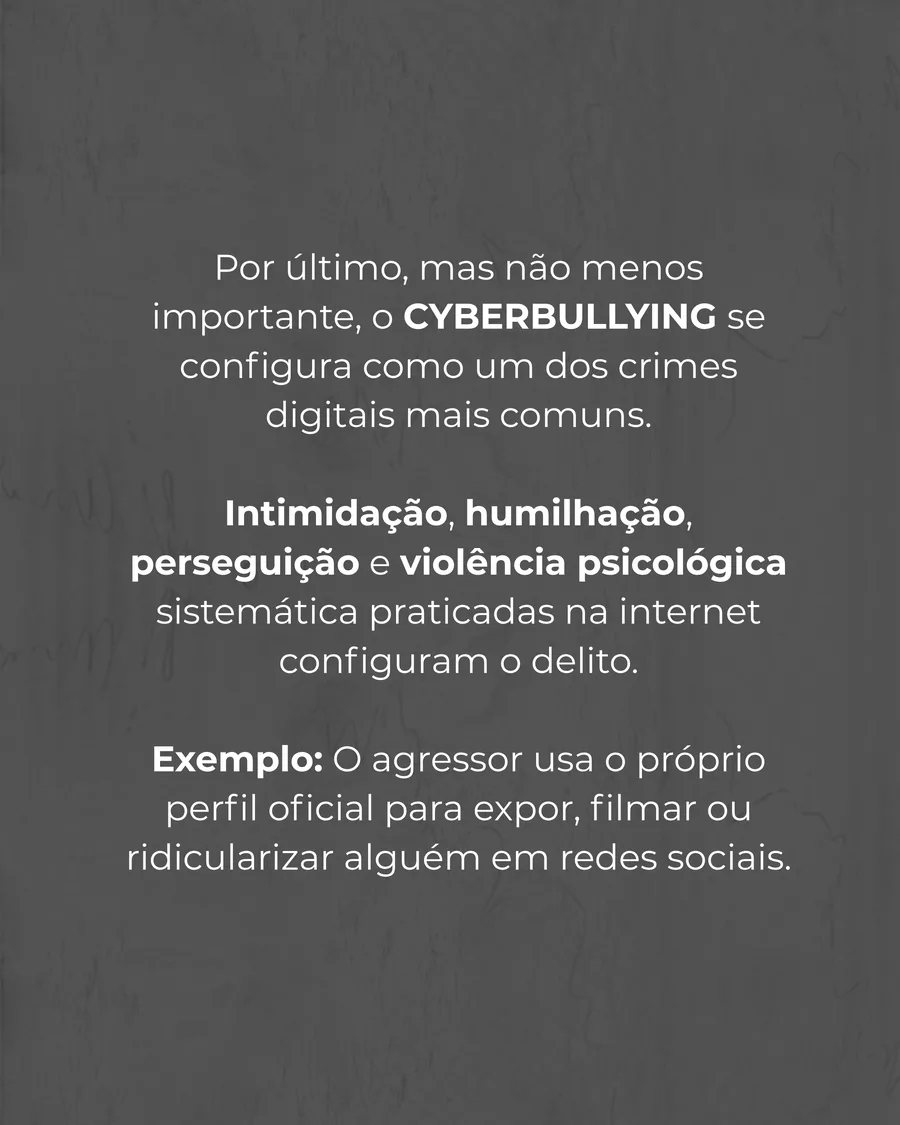 Por último, mas não menos
importante, o CYBERBULLYING se
configura como um dos crimes
digitais mais comuns.
Intimidação, humilhação,
perseguição e violência psicológica
sistemática praticadas na internet
configuram o delito.
Exemplo: O agressor usa o próprio
perfil oficial para expor, filmar ou
ridicularizar alguém em redes sociais.